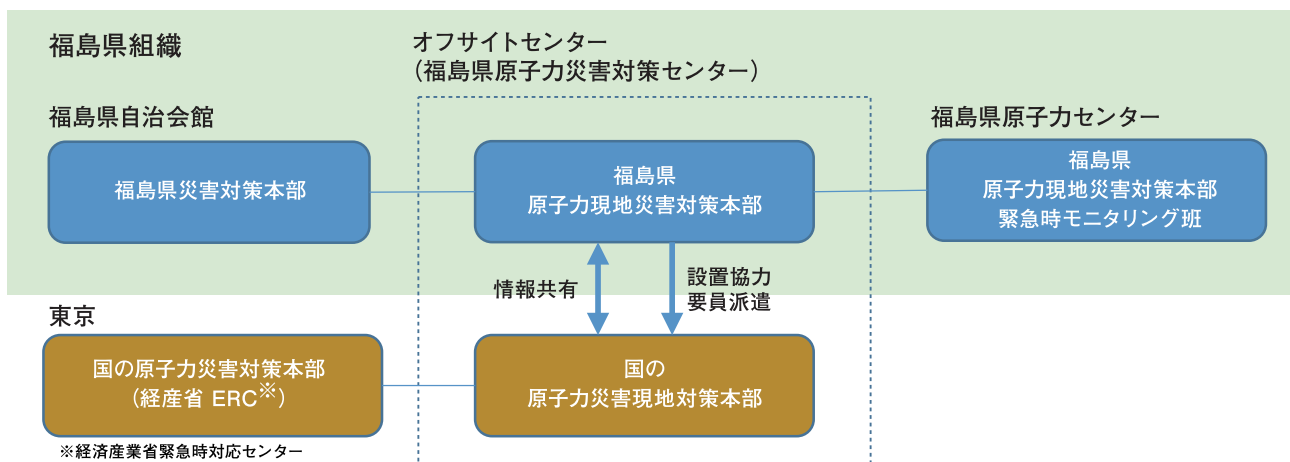 福島県組織
オフサイトセンター
（福島県原子力災害対策センター）
福島県自治会館
福島県原子力センター
福島県災害対策本部
福島県
原子力現地災害対策本部
福島県
原子力現地災害対策本部
緊急時モニタリング班
情報共有
設置協力
要員派遣
東京
国の原子力災害対策本部
（経産省 ERC※）
国の
原子力災害現地対策本部
※経済産業省緊急時対応センター